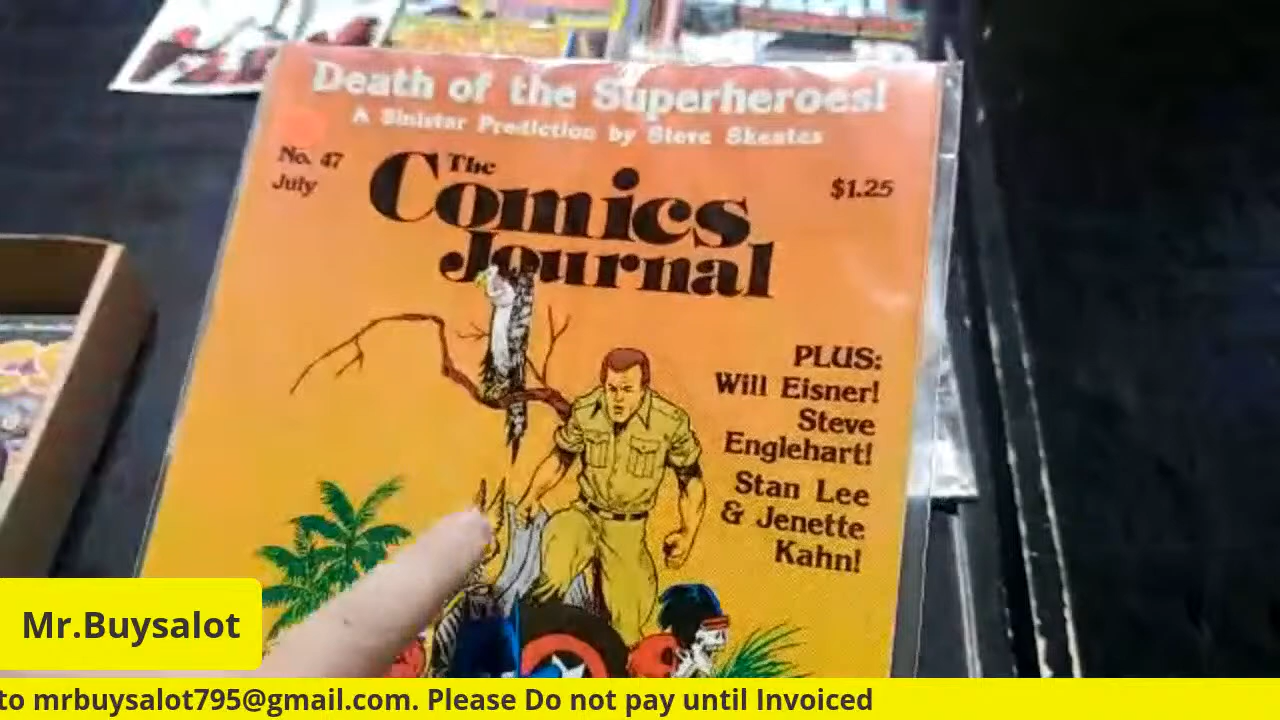 Death of the Superheroes!
A Sinister Prediction by Steve Skeates
No. 47
July
The
Comics
Journal
$1.25
PLUS:
Will Eisner!
Steve
Englehart!
Stan Lee
& Jenette
Kahn!
Mr.Buysalot
to mrbuysalot795@gmail.com. Please Do not pay until Invoiced